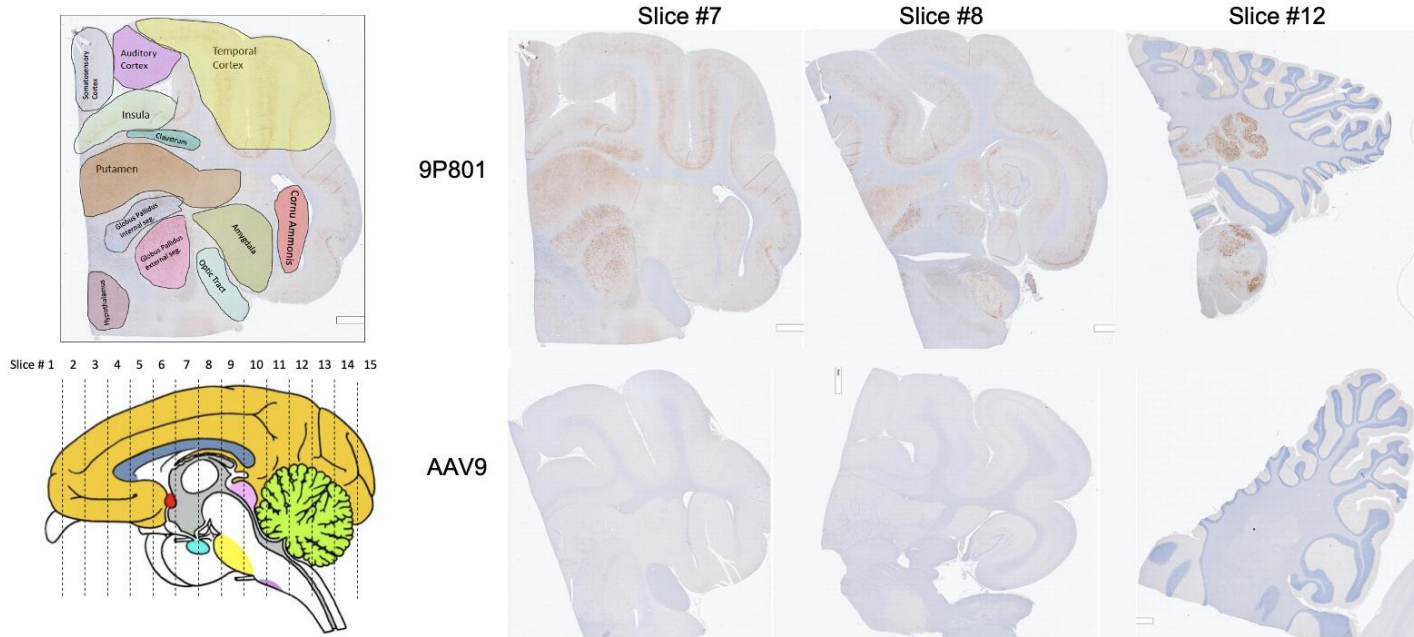 Slice #7
Slice #8
Slice #12
Somatosensory
Cortex
Auditory
Cortex
Temporal
Cortex
Insula
Claustrum
Putamen
Globus Pallidus
internal seg.
Globus Pallidus
external seg.
Amygdala
Cornu Ammonis
Optic Tract
Hypothalamus
9P801
Slice # 1 2 3 4 5 6 7 8 9 10 11 12 13 14 15
AAV9